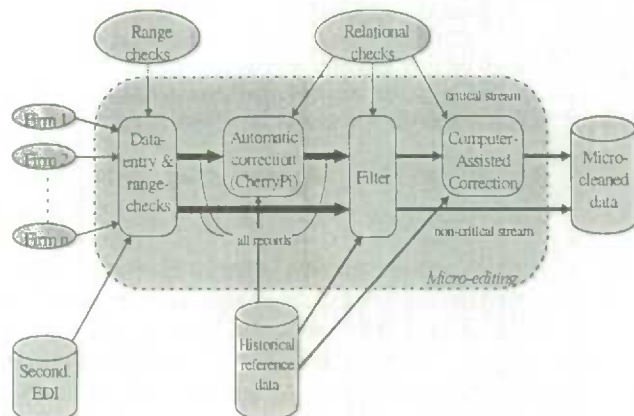 Range
checks
Relational
checks
critical stream
Firm 1
Firm 2
Firm n
Data-
entry &
range-
checks
Automatic
correction
(CherryPi)
Filter
Computer-
Assisted
Correction
Micro-
cleaned
data
all records
non-critical stream
Micro-editing
Second.
EDI
Historical
reference
data